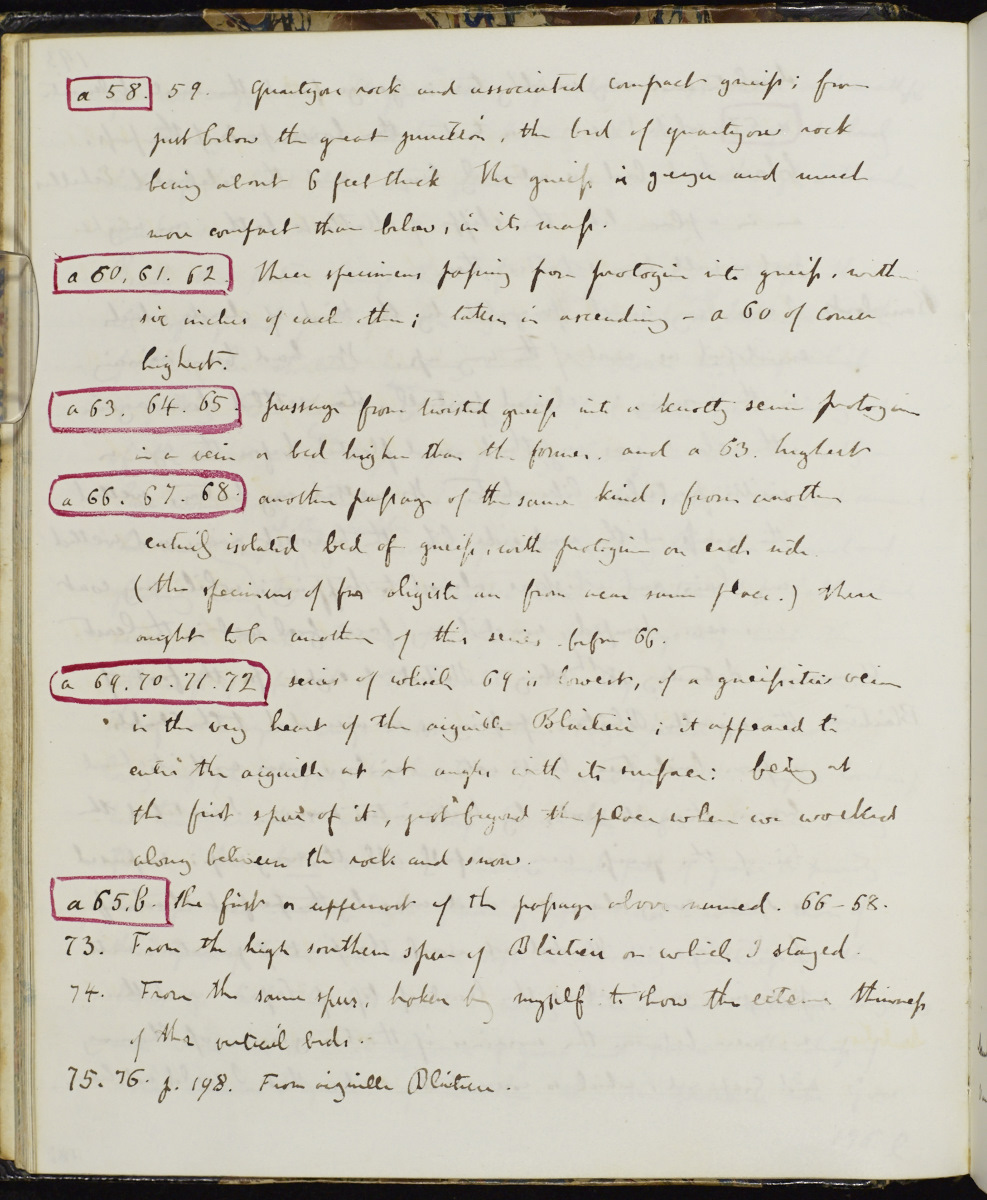 a 58. 59. Quartzose rock and associated compact gneiss; from
just below the great junction, the bed of quartzose rock
being about 6 feet thick The gneiss is greyer and much
more compact than below, in its mass.
a 60. 61. 62. three specimens passing from protogine into gneiss, within
six inches of each other; taken in ascending – a 60 of course
highest.
a 63. 64. 65. passage from twisted gneiss into a knotty semi protogine
in a vein or bed higher than the former. and a 63. highest
a 66. 67. 68. another passage of the same kind, from another
entirely isolated bed of gneiss, with protogine on each side.
(the specimens of fer oligiste are from near same place.) there
ought to be another of this series before 66.
a 69. 70. 71. 72 series of which 69 is lowest, of a gneissitic vein
in the very heart of the aiguille Blaitiere; it appeared to
enter the aiguille at rt angles with its surface: being at
the first spur of it, just beyond the place where we worked
along between the rock and snow.
a 65.b. the first or uppermost of the passage above named. 66–68.
73. From the high southern spur of Blaitiere on which I stayed.
74. From the same spur, broken by myself to show the extreme thinness
of the vertical beds.
75. 76. p. 198. From aiguille Blaitiere.